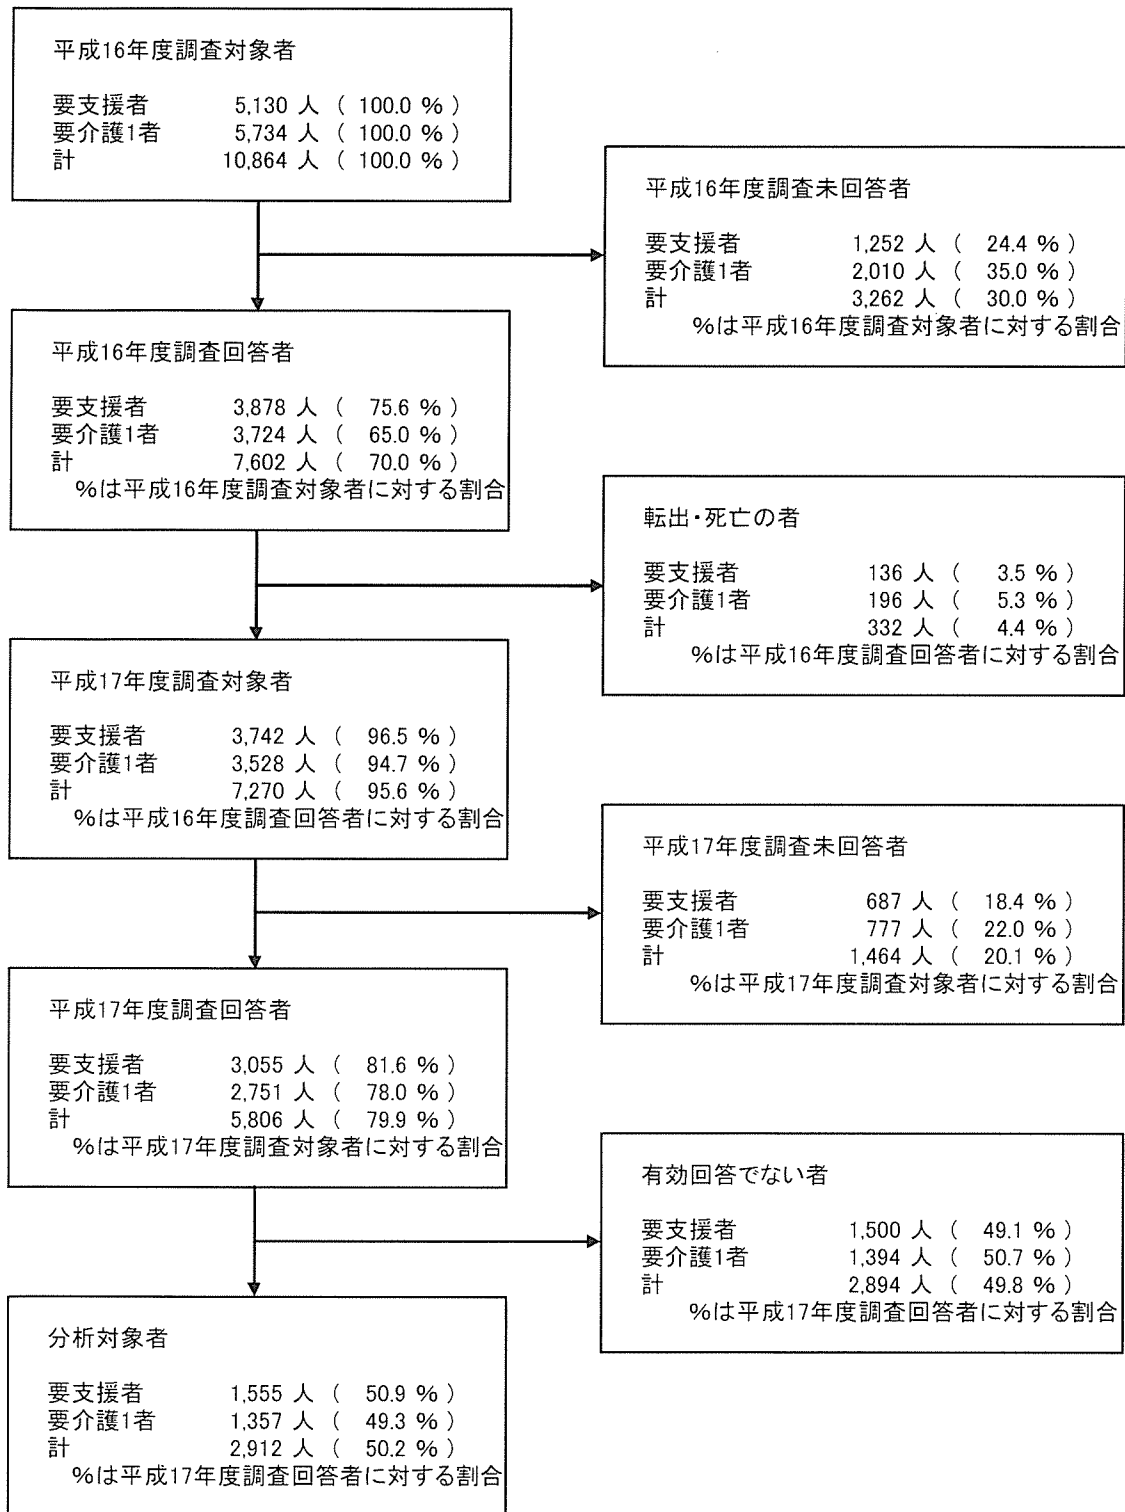 平成16年度調査対象者
要支援者 5,130 人 ( 100.0 % )
要介護1者 5,734 人 ( 100.0 % )
計 10,864 人 ( 100.0 % )
平成16年度調査未回答者
要支援者 1,252 人 ( 24.4 % )
要介護1者 2,010 人 ( 35.0 % )
計 3,262 人 ( 30.0 % )
%は平成16年度調査対象者に対する割合
平成16年度調査回答者
要支援者 3,878 人 ( 75.6 % )
要介護1者 3,724 人 ( 65.0 % )
計 7,602 人 ( 70.0 % )
%は平成16年度調査対象者に対する割合
転出・死亡の者
要支援者 136 人 ( 3.5 % )
要介護1者 196 人 ( 5.3 % )
計 332 人 ( 4.4 % )
%は平成16年度調査回答者に対する割合
平成17年度調査対象者
要支援者 3,742 人 ( 96.5 % )
要介護1者 3,528 人 ( 94.7 % )
計 7,270 人 ( 95.6 % )
%は平成16年度調査回答者に対する割合
平成17年度調査未回答者
要支援者 687 人 ( 18.4 % )
要介護1者 777 人 ( 22.0 % )
計 1,464 人 ( 20.1 % )
%は平成17年度調査対象者に対する割合
平成17年度調査回答者
要支援者 3,055 人 ( 81.6 % )
要介護1者 2,751 人 ( 78.0 % )
計 5,806 人 ( 79.9 % )
%は平成17年度調査対象者に対する割合
有効回答でない者
要支援者 1,500 人 ( 49.1 % )
要介護1者 1,394 人 ( 50.7 % )
計 2,894 人 ( 49.8 % )
%は平成17年度調査回答者に対する割合
分析対象者
要支援者 1,555 人 ( 50.9 % )
要介護1者 1,357 人 ( 49.3 % )
計 2,912 人 ( 50.2 % )
%は平成17年度調査回答者に対する割合